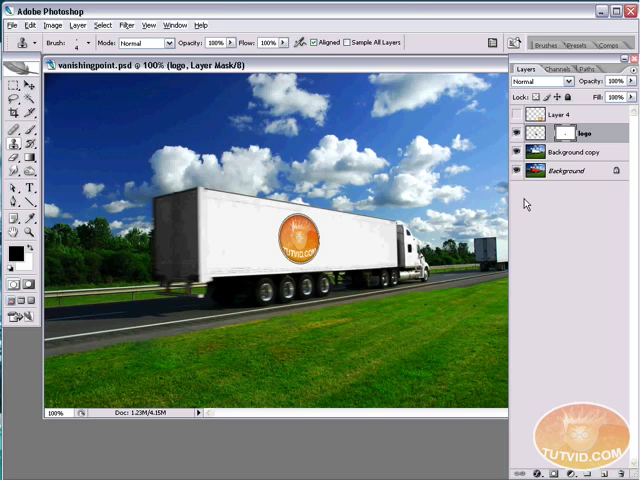 Adobe Photoshop
File Edit Image Layer Select Filter View Window Help
Brush: 4 Mode: Normal Opacity: 100% Flow: 100% Aligned Sample All Layers
Brushes Presets Comps
vanishingpoint.psd @ 100% (logo, Layer Mask/8)
Layers Channels Paths
Normal Opacity: 100%
Lock: Fill: 100%
Layer 4
logo
Background copy
Background
TUTVID.COM
100% Doc: 1.23M/4.15M
TUTVID.COM